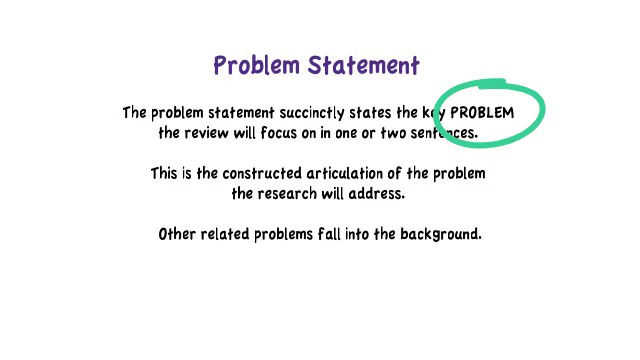 Problem Statement
The problem statement succinctly states the key PROBLEM
the review will focus on in one or two sentences.
This is the constructed articulation of the problem
the research will address.
Other related problems fall into the background.